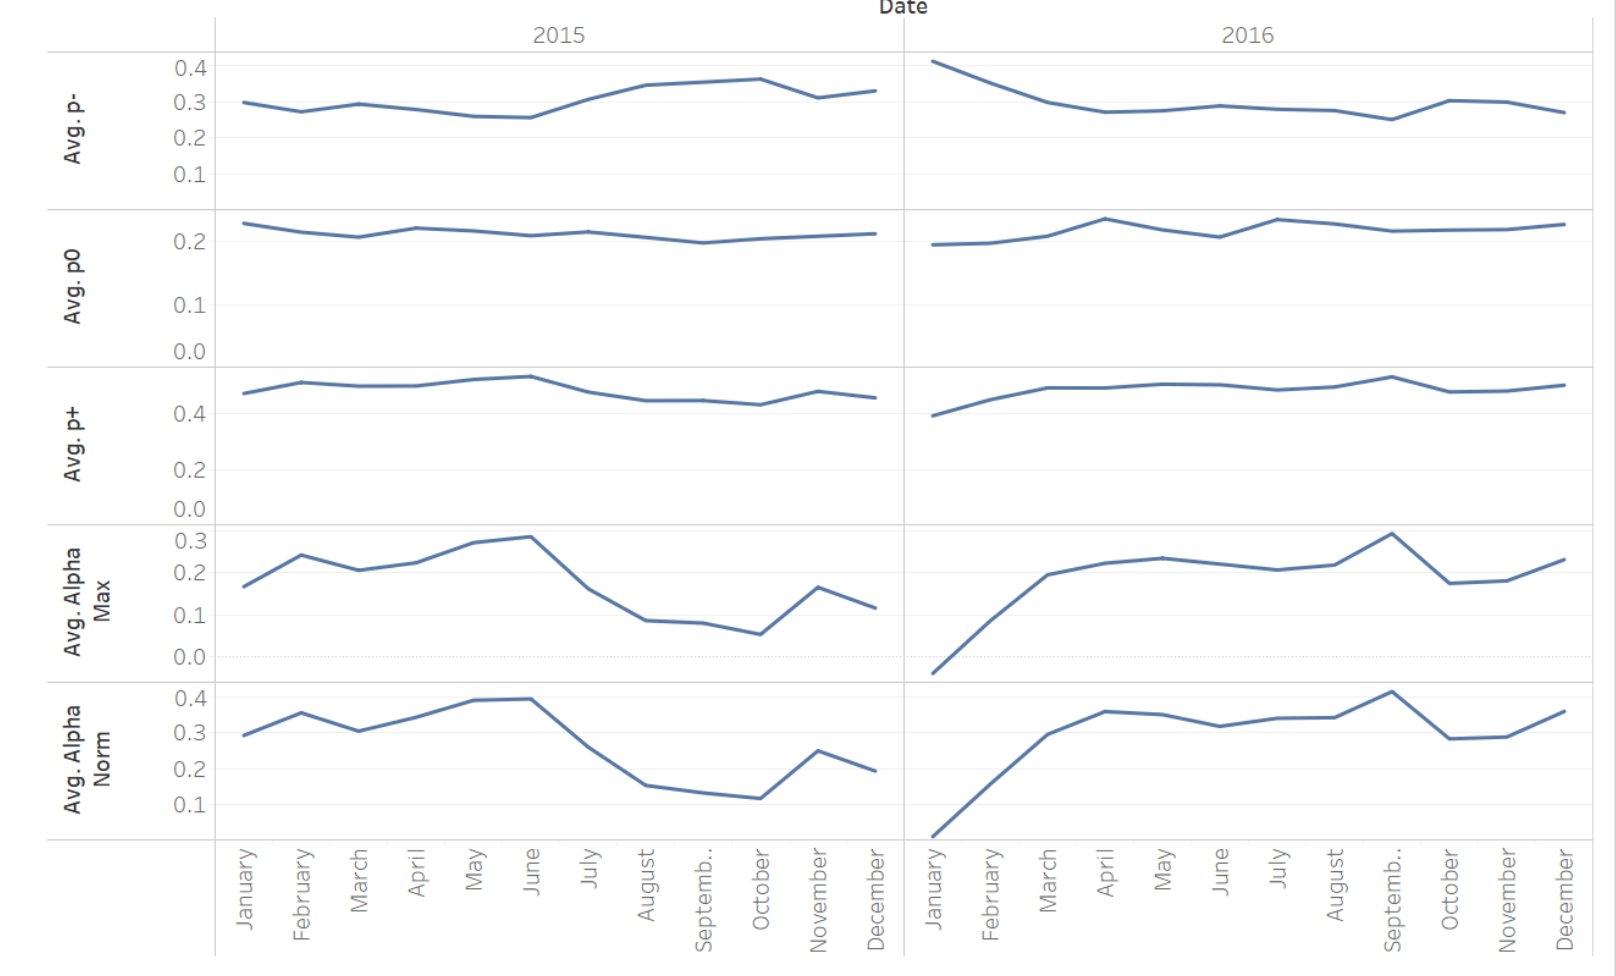 Date
2015 2016
Avg. p-
0.4
0.3
0.2
0.1
Avg. p0
0.2
0.1
0.0
Avg. p+
0.4
0.2
0.0
Avg. Alpha
Max
0.3
0.2
0.1
0.0
Avg. Alpha
Norm
0.4
0.3
0.2
0.1
January
February
March
April
May
June
July
August
Septemb..
October
November
December
January
February
March
April
May
June
July
August
Septemb..
October
November
December